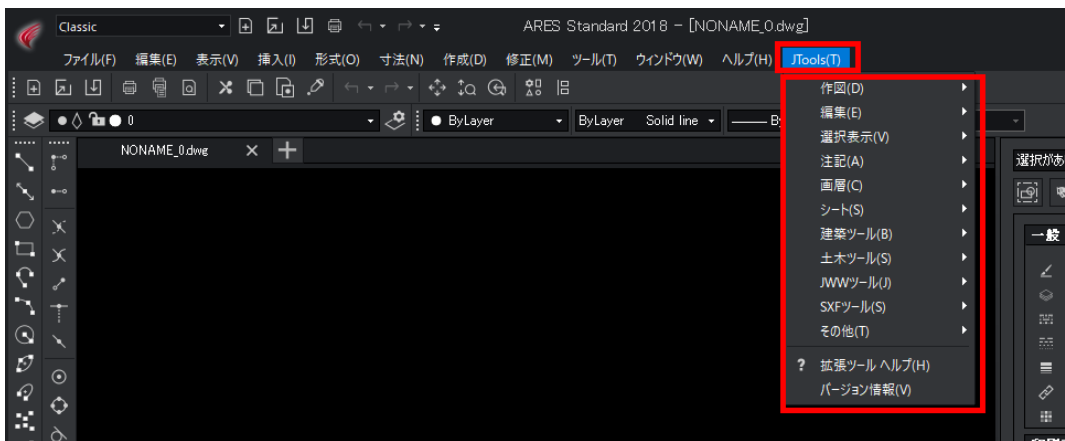 Classic ARES Standard 2018 - [NONAME_0.dwg]
ファイル(F) 編集(E) 表示(V) 挿入(I) 形式(O) 寸法(N) 作成(D) 修正(M) ツール(T) ウィンドウ(W) ヘルプ(H) JTools(T)
0 ByLayer ByLayer Solid line
NONAME_0.dwg
作図(D)
編集(E)
選択表示(V)
注記(A)
画層(C)
シート(S)
建築ツール(B)
土木ツール(S)
JWWツール(J)
SXFツール(S)
その他(T)
? 拡張ツール ヘルプ(H)
バージョン情報(V)
選択があ
一般